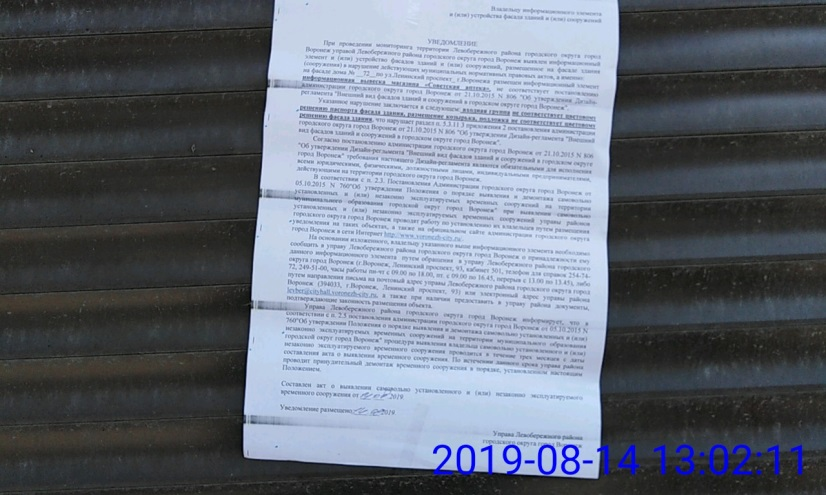 Владельцу информационного элемента
и (или) устройства фасада зданий и (или) сооружений
УВЕДОМЛЕНИЕ
При проведении мониторинга территории Левобережного района городского округа город
Воронеж управой Левобережного района городского округа город Воронеж выявлен информационный
элемент и (или) устройство фасадов зданий и (или) сооружений, размещенные на фасаде здания
(сооружения) в нарушение действующих муниципальных нормативных правовых актов, а именно:
на фасаде дома № __72__ по ул.Ленинский проспект_ г.Воронежа размещен информационный элемент
информационная вывеска магазина «Советская аптека», не соответствует постановлению
администрации городского округа город Воронеж от 21.10.2015 N 806 "Об утверждении Дизайн-
регламента "Внешний вид фасадов зданий и сооружений в городском округе город Воронеж".
Указанное нарушение заключается в следующем: входная группа не соответствует цветовому
решению паспорта фасада здания, размещение козырька, подложка не соответствует цветовому
решению фасада здания, что нарушает раздел п. 5.3.11 3 приложения 2 постановления администрации
городского округа город Воронеж от 21.10.2015 N 806 "Об утверждении Дизайн-регламента "Внешний
вид фасадов зданий и сооружений в городском округе город Воронеж".
Согласно постановлению администрации городского округа город Воронеж от 21.10.2015 N 806
"Об утверждении Дизайн-регламента "Внешний вид фасадов зданий и сооружений в городском округе
город Воронеж" требования настоящего Дизайн-регламента являются обязательными для исполнения
всеми юридическими, физическими, должностными лицами, индивидуальными предпринимателями,
действующими на территории городского округа город Воронеж.
В соответствии с п. 2.3. Постановления Администрации городского округа город Воронеж от
05.10.2015 N 760"Об утверждении Положения о порядке выявления и демонтажа самовольно
установленных и (или) незаконно эксплуатируемых временных сооружений на территории
муниципального образования городской округ город Воронеж" при выявлении самовольно
установленных и (или) незаконно эксплуатируемых временных сооружений управы районов
городского округа город Воронеж проводят работу по установлению их владельцев путем размещения
уведомления на таких объектах, а также на официальном сайте администрации городского округа
город Воронеж в сети Интернет http://www.voronezh-city.ru/.
На основании изложенного, владельцу указанного выше информационного элемента необходимо
сообщить в управу Левобережного района городского округа город Воронеж о принадлежности ему
данного информационного элемента путем обращения в управу Левобережного района городского
округа город Воронеж (г.Воронеж, Ленинский проспект, 93, кабинет 301, телефон для справок 254-74-
72, 249-51-00, часы работы пн-чт с 09.00 до 18.00, пт. с 09.00 по 16.45, перерыв с 13.00 по 13.45), либо
путем направления письма на почтовый адрес управы Левобережного района городского округа город
Воронеж (394033, г.Воронеж, Ленинский проспект, 93) или электронный адрес управы района
levber@cityhall.voronezh-city.ru, а также при наличии предоставить в управу района документы,
подтверждающие законность размещения объекта.
Управа Левобережного района городского округа город Воронеж информирует, что в
соответствии с п. 2.5 постановления администрации городского округа город Воронеж от 05.10.2015 N
760"Об утверждении Положения о порядке выявления и демонтажа самовольно установленных и (или)
незаконно эксплуатируемых временных сооружений на территории муниципального образования
"городской округ город Воронеж" процедура выявления владельца самовольно установленного и (или)
незаконно эксплуатируемого временного сооружения проводится в течение трех месяцев с даты
составления акта о выявлении временного сооружения. По истечении данного срока управа района
проводит принудительный демонтаж временного сооружения в порядке, установленном настоящим
Положением.
Составлен акт о выявлении самовольно установленного и (или) незаконно эксплуатируемого
временного сооружения от 2019
Уведомление размещено 2019
Управа Левобережного района
городского округа город Воронеж
2019-08-14 13:02:11